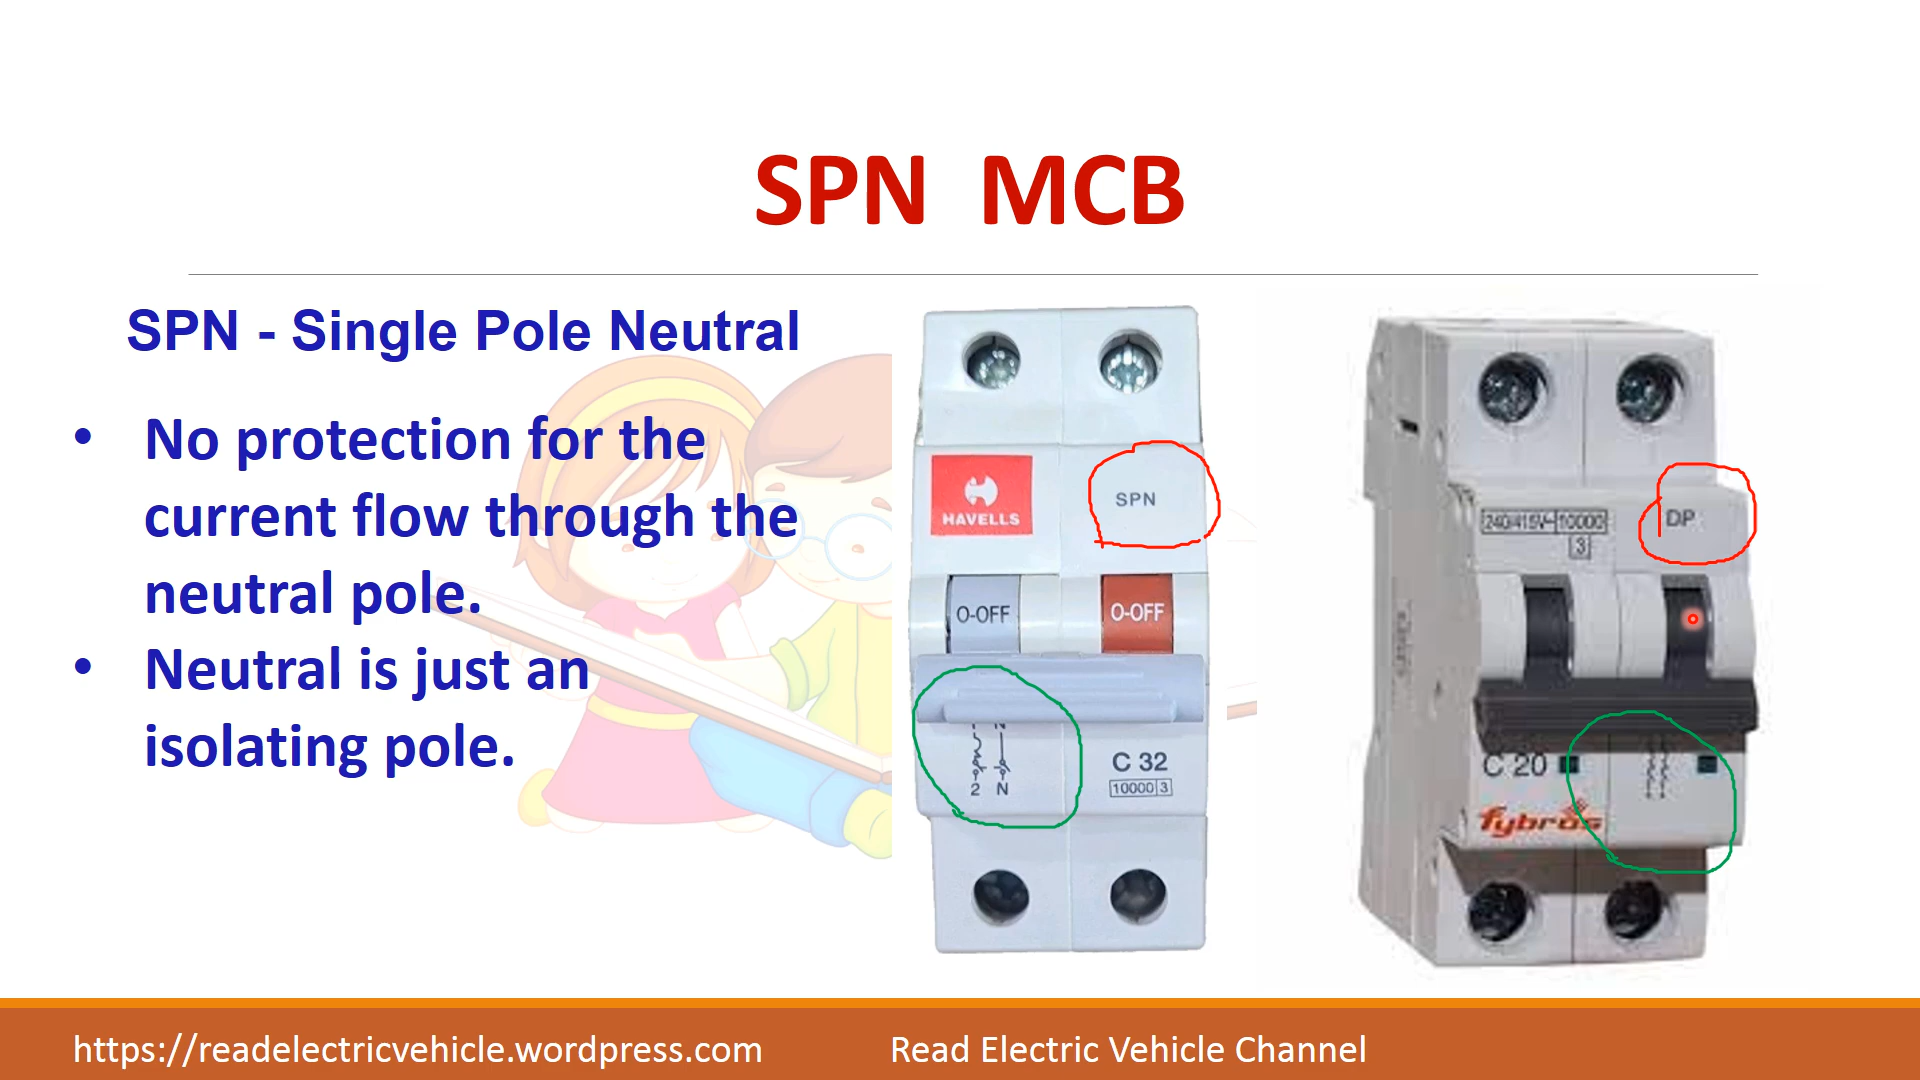 SPN MCB
SPN - Single Pole Neutral
• No protection for the
current flow through the
neutral pole.
• Neutral is just an
isolating pole.
HAVELLS
SPN
O-OFF
O-OFF
2 N
C 32
10000 3
240/415V~ 10000
3
DP
C 20
fybros
https://readelectricvehicle.wordpress.com
Read Electric Vehicle Channel